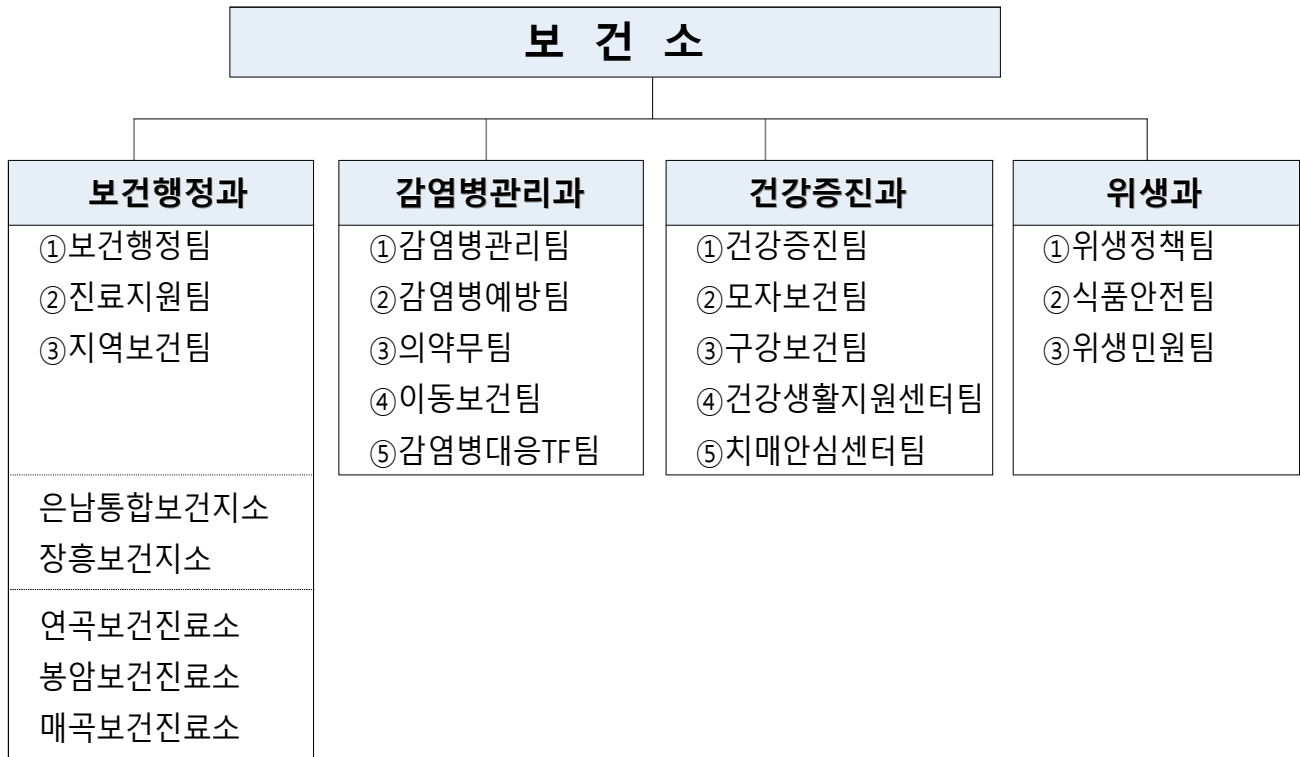 보 건 소
보건행정과
①보건행정팀
②진료지원팀
③지역보건팀
은남통합보건지소
장흥보건지소
연곡보건진료소
봉암보건진료소
매곡보건진료소
감염병관리과
①감염병관리팀
②감염병예방팀
③의약무팀
④이동보건팀
⑤감염병대응TF팀
건강증진과
①건강증진팀
②모자보건팀
③구강보건팀
④건강생활지원센터팀
⑤치매안심센터팀
위생과
①위생정책팀
②식품안전팀
③위생민원팀